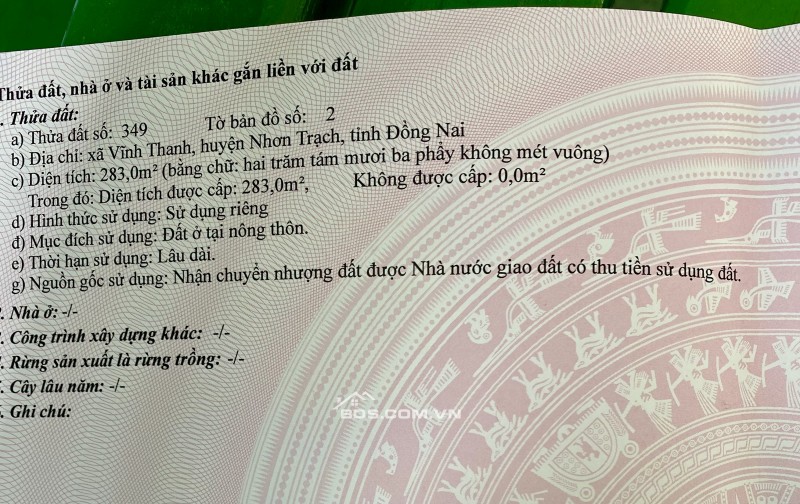 Thửa đất, nhà ở và tài sản khác gắn liền với đất
. Thửa đất:
a) Thửa đất số: 349 Tờ bản đồ số: 2
b) Địa chỉ: xã Vĩnh Thanh, huyện Nhơn Trạch, tỉnh Đồng Nai
c) Diện tích: 283,0m² (bằng chữ: hai trăm tám mươi ba phẩy không mét vuông)
Trong đó: Diện tích được cấp: 283,0m², Không được cấp: 0,0m²
d) Hình thức sử dụng: Sử dụng riêng
đ) Mục đích sử dụng: Đất ở tại nông thôn.
e) Thời hạn sử dụng: Lâu dài.
g) Nguồn gốc sử dụng: Nhận chuyển nhượng đất được Nhà nước giao đất có thu tiền sử dụng đất.
. Nhà ở: -/-
. Công trình xây dựng khác: -/-
. Rừng sản xuất là rừng trồng: -/-
. Cây lâu năm: -/-
. Ghi chú:
BDS.COM.VN